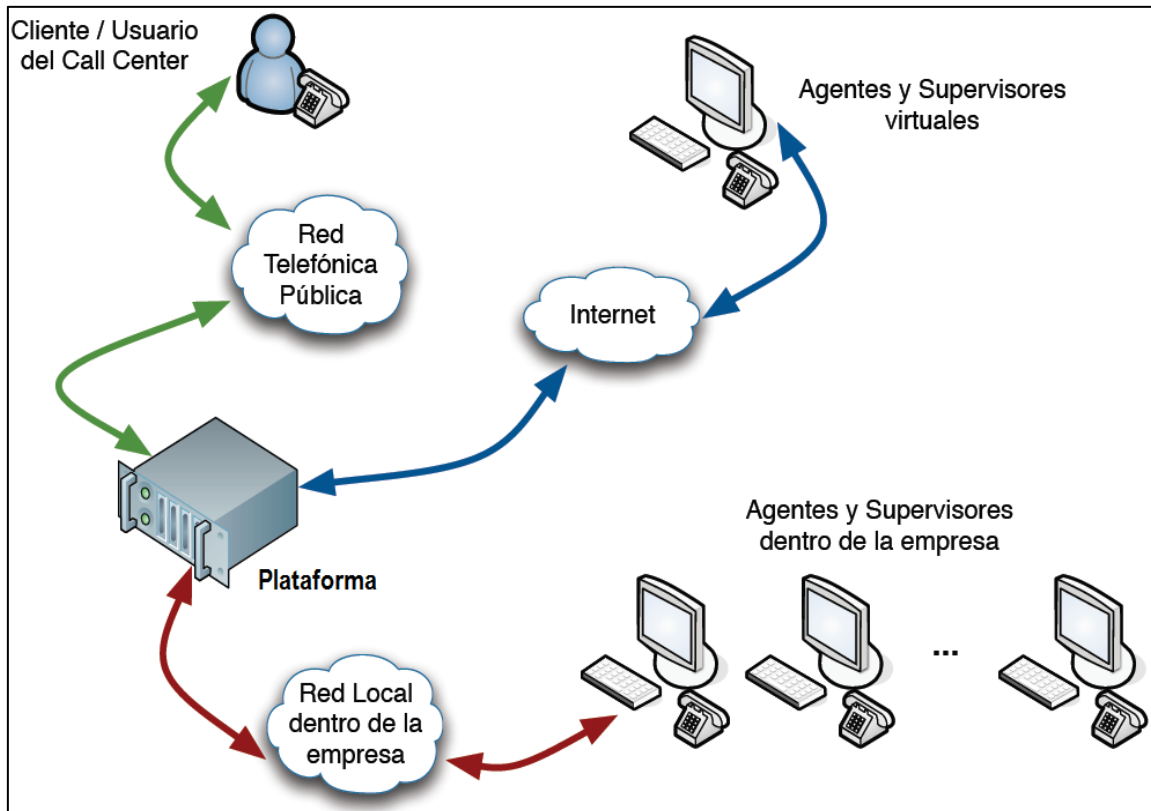 Cliente / Usuario
del Call Center
Agentes y Supervisores
virtuales
Red
Telefónica
Pública
Internet
Plataforma
Agentes y Supervisores
dentro de la empresa
...
Red Local
dentro de la
empresa